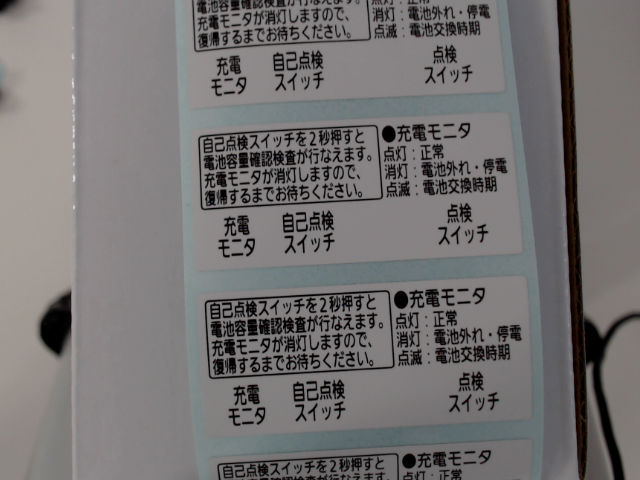 電池容量確認検査が行なえます。
充電モニタが消灯しますので、
復帰するまでお待ちください。
点灯：正常
消灯：電池外れ・停電
点滅：電池交換時期
充電
モニタ
自己点検
スイッチ
点検
スイッチ
自己点検スイッチを2秒押すと
電池容量確認検査が行なえます。
充電モニタが消灯しますので、
復帰するまでお待ちください。
●充電モニタ
点灯：正常
消灯：電池外れ・停電
点滅：電池交換時期
充電
モニタ
自己点検
スイッチ
点検
スイッチ
自己点検スイッチを2秒押すと
電池容量確認検査が行なえます。
充電モニタが消灯しますので、
復帰するまでお待ちください。
●充電モニタ
点灯：正常
消灯：電池外れ・停電
点滅：電池交換時期
充電
モニタ
自己点検
スイッチ
点検
スイッチ
自己点検スイッチを2秒押すと
電池容量確認検査が行なえます。
●充電モニタ
点灯：正常